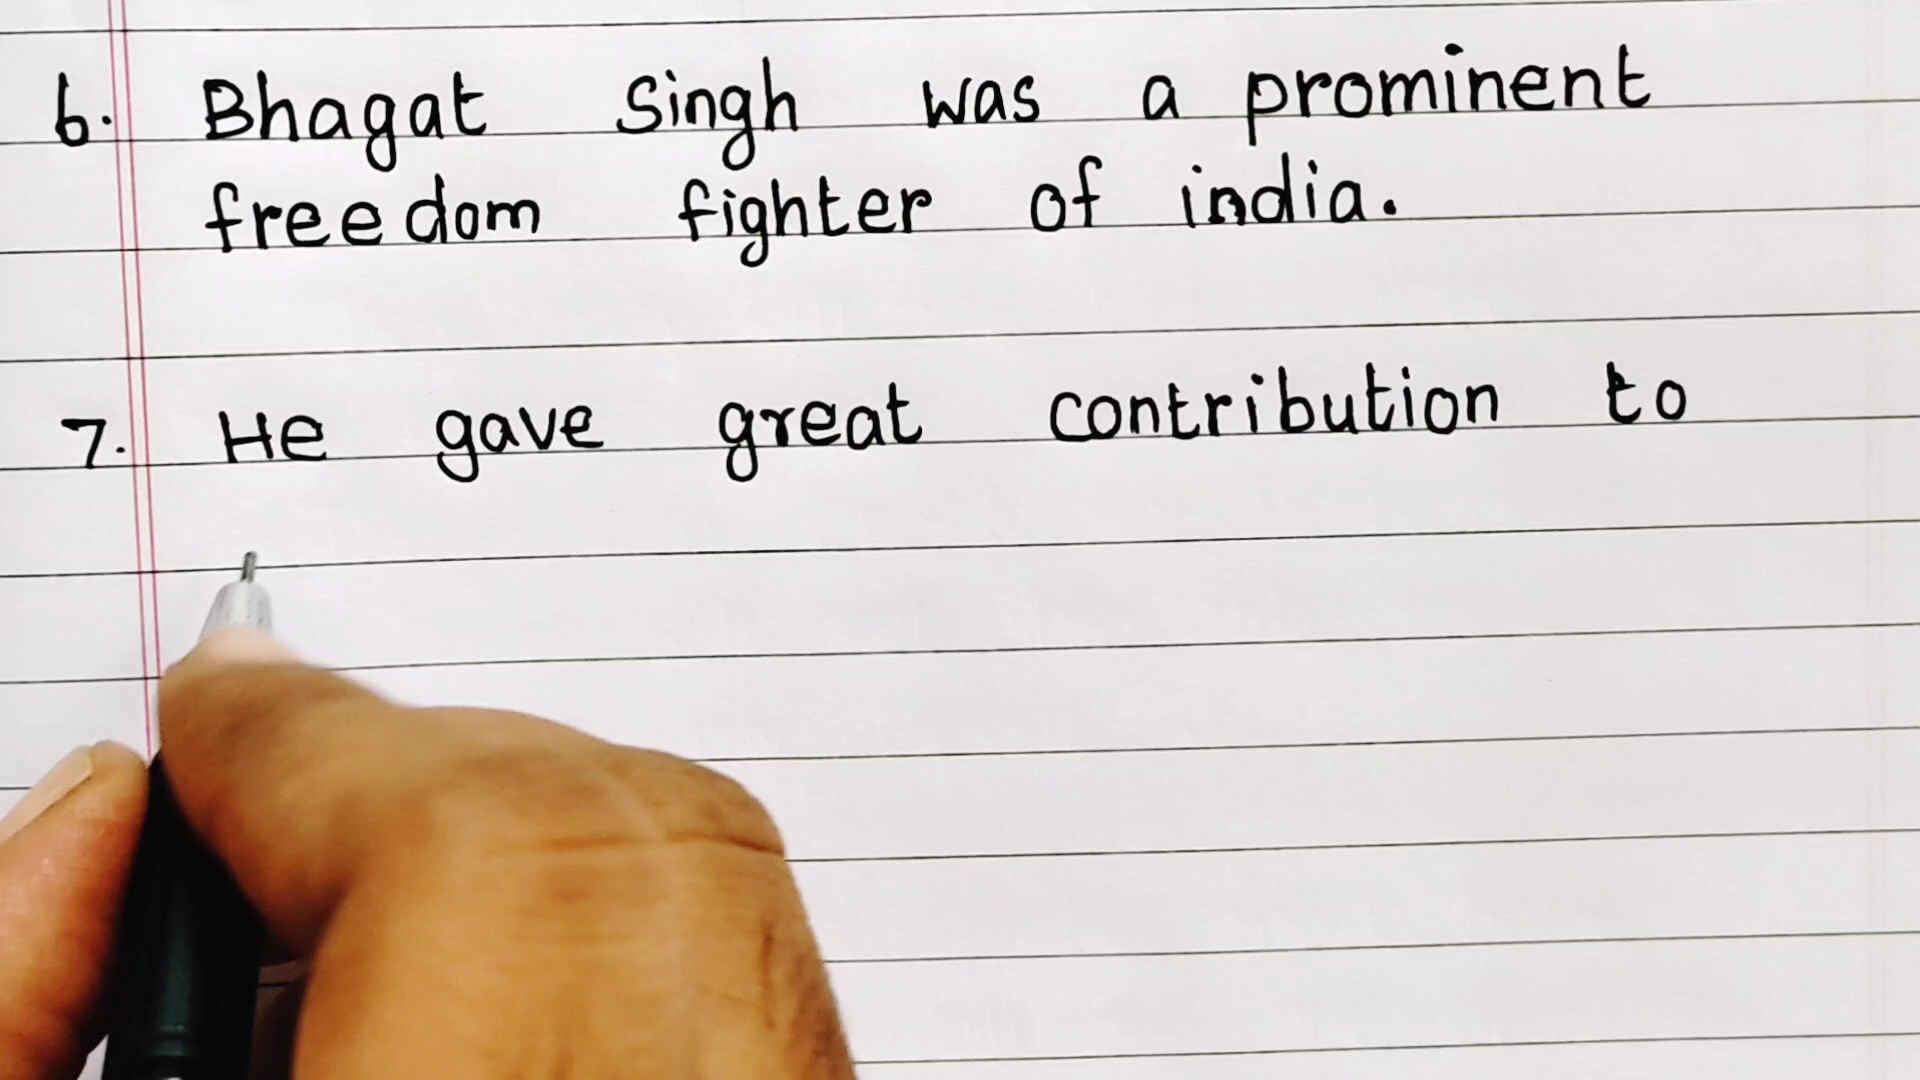 6. Bhagat Singh was a prominent
freedom fighter of india.
7. He gave great contribution to